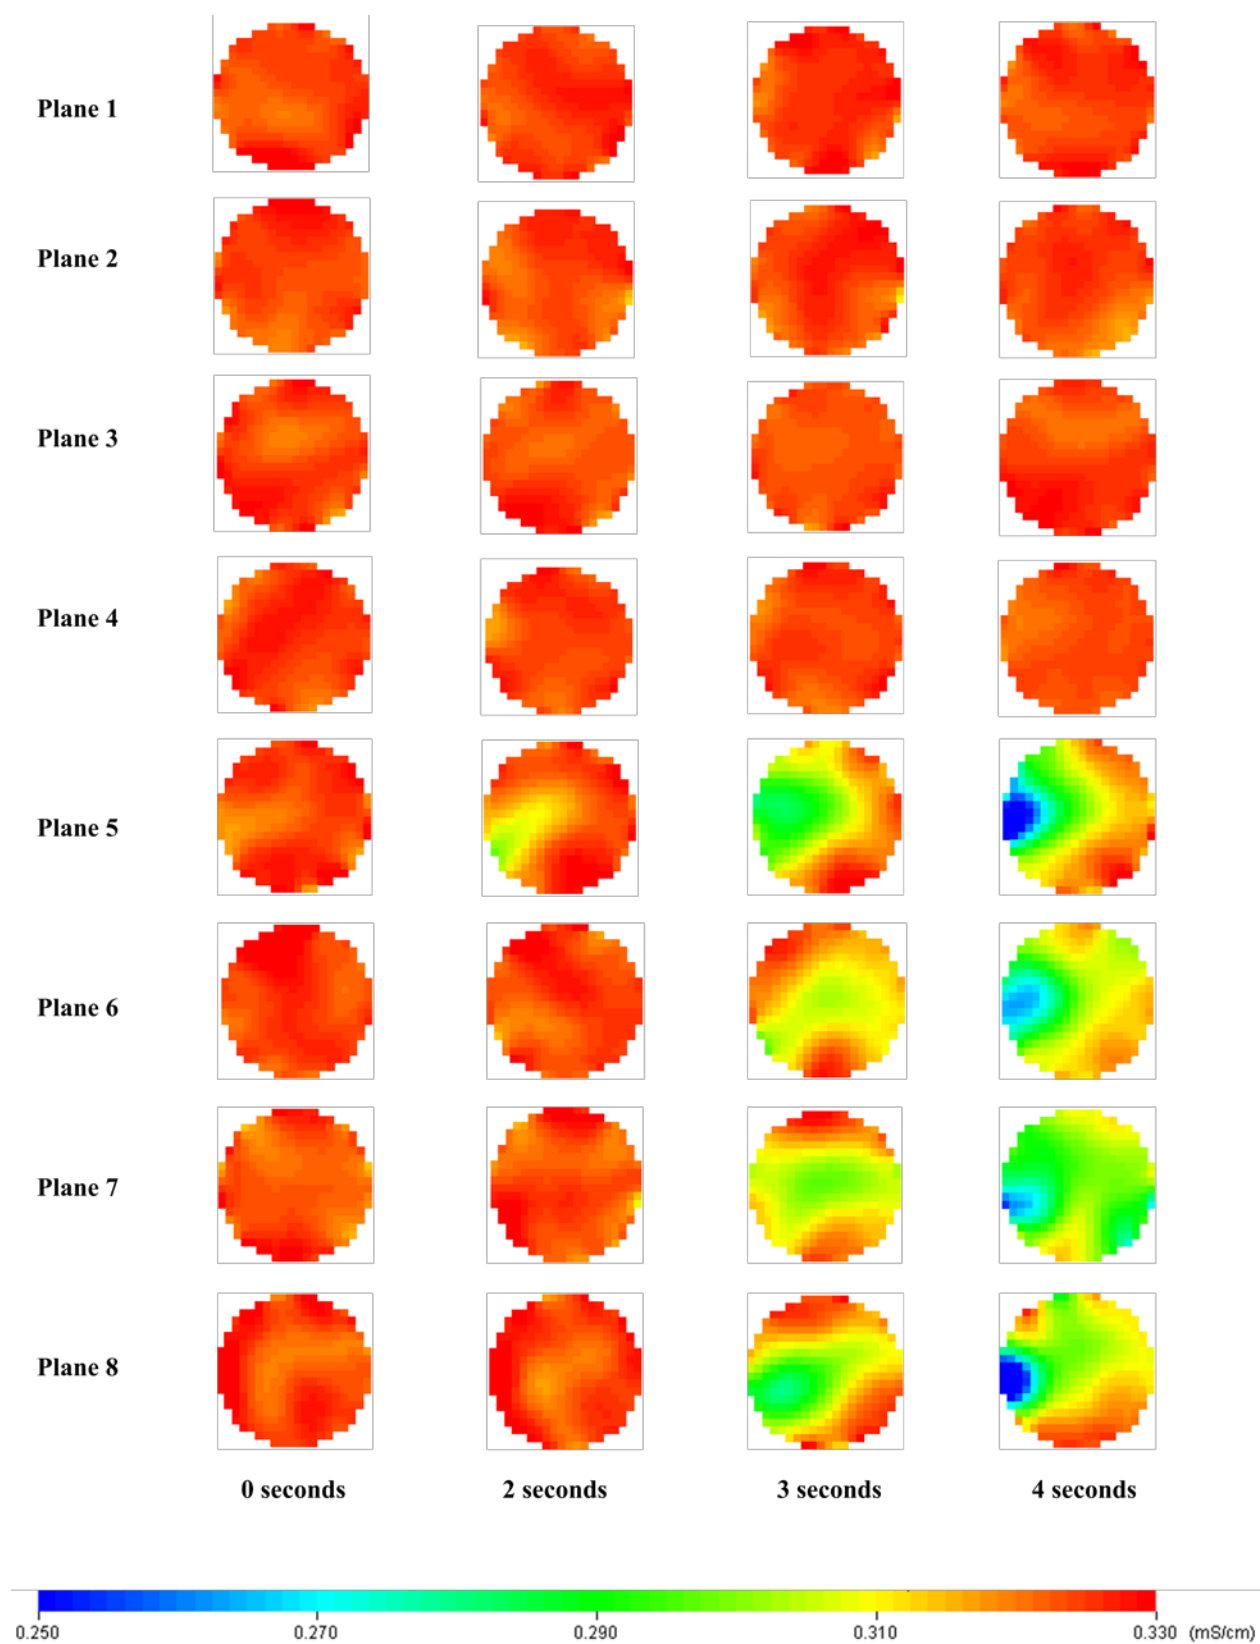 Plane 1
Plane 2
Plane 3
Plane 4
Plane 5
Plane 6
Plane 7
Plane 8
0 seconds 2 seconds 3 seconds 4 seconds
0.250 0.270 0.290 0.310 0.330 (mS/cm)